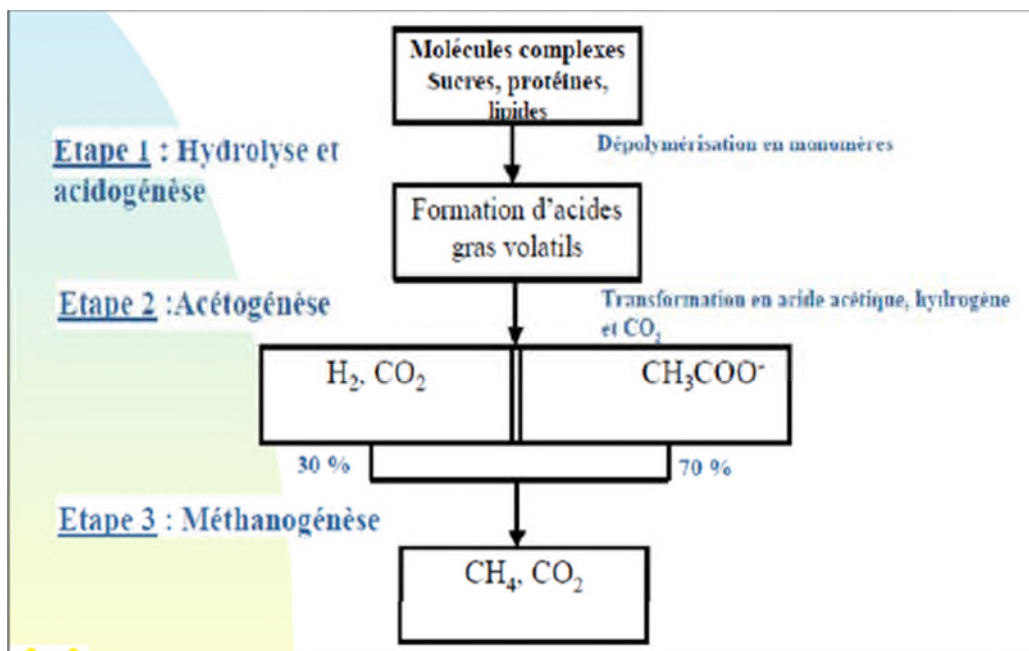 Molécules complexes
Sucres, protéines,
lipides
Etape 1 : Hydrolyse et
acidogénèse
Dépolymérisation en monomères
Formation d'acides
gras volatils
Etape 2 :Acétogénèse
Transformation en acide acétique, hydrogène
et CO₂
H₂, CO₂
CH₃COO⁻
30 %
70 %
Etape 3 : Méthanogénèse
CH₄, CO₂